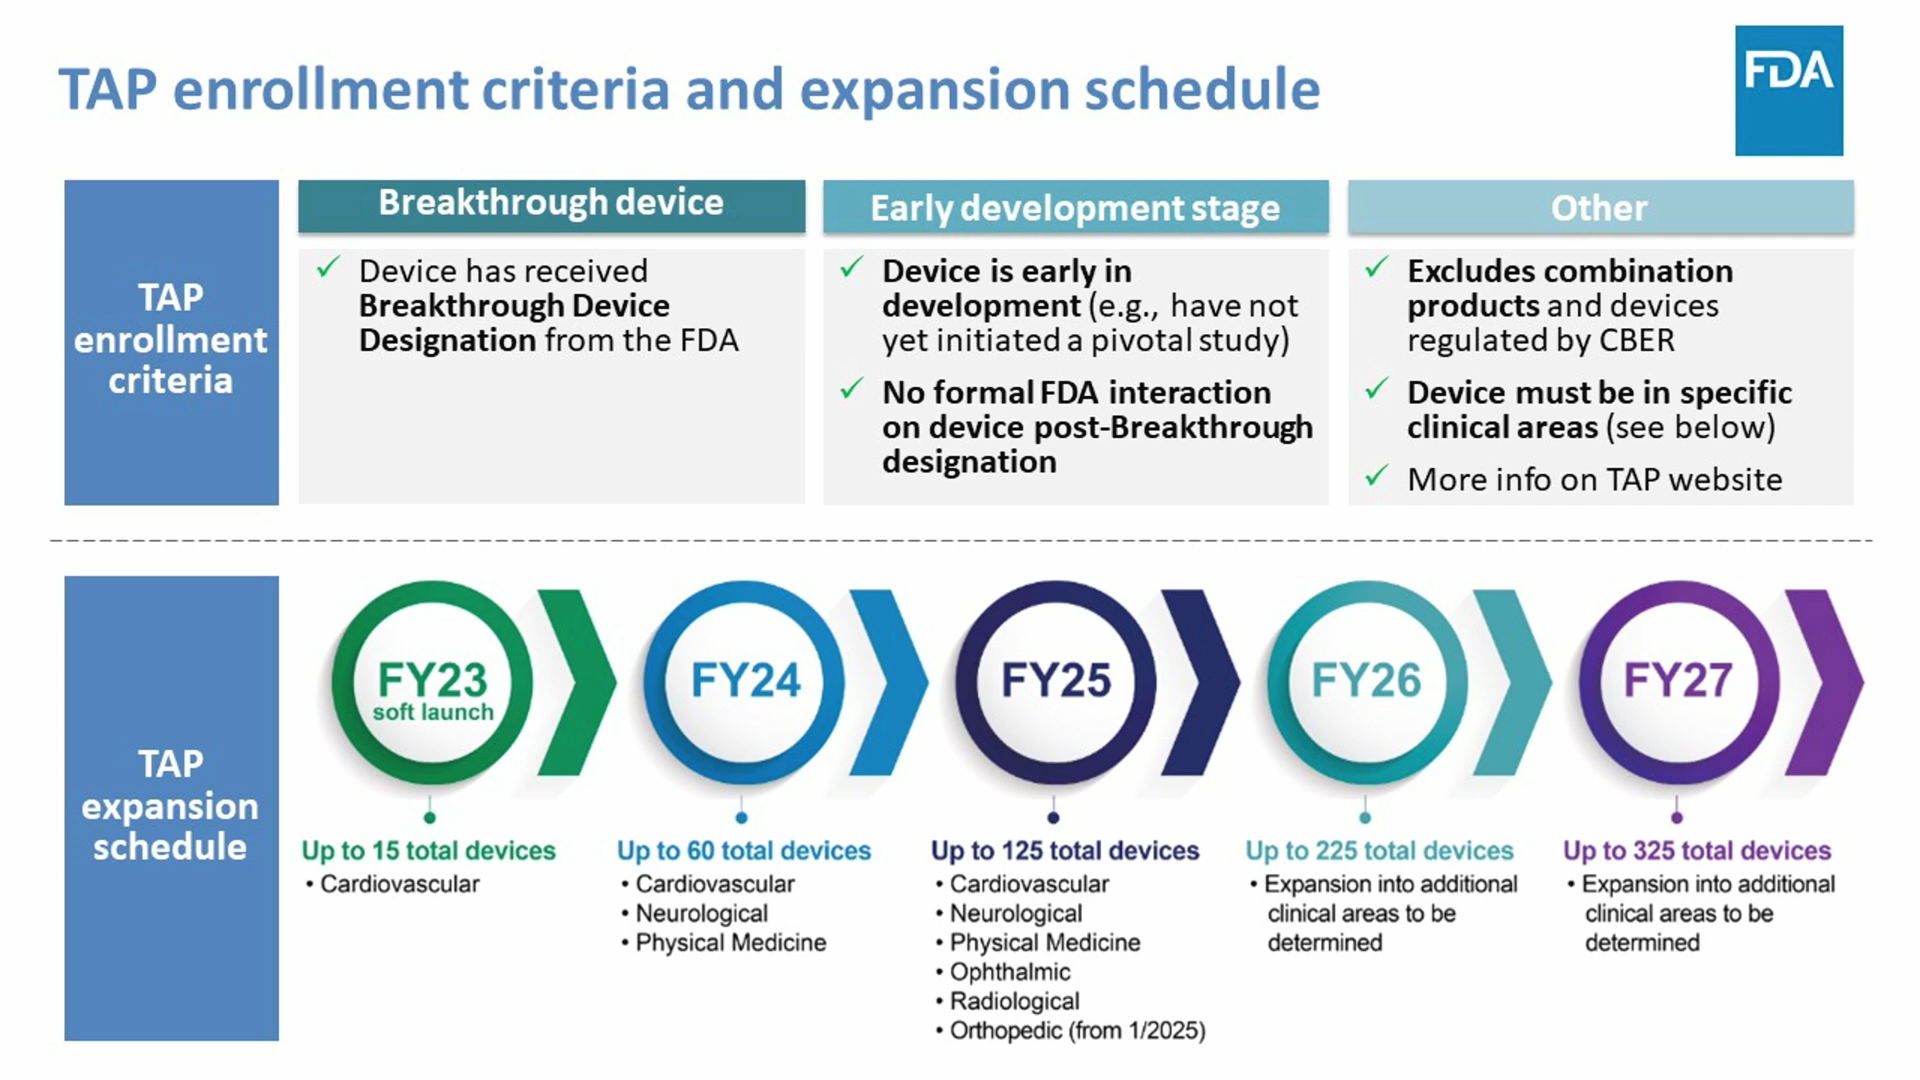 TAP enrollment criteria and expansion schedule
FDA
TAP
enrollment
criteria
Breakthrough device
✓ Device has received
Breakthrough Device
Designation from the FDA
Early development stage
✓ Device is early in
development (e.g., have not
yet initiated a pivotal study)
✓ No formal FDA interaction
on device post-Breakthrough
designation
Other
✓ Excludes combination
products and devices
regulated by CBER
✓ Device must be in specific
clinical areas (see below)
✓ More info on TAP website
TAP
expansion
schedule
FY23
soft launch
Up to 15 total devices
• Cardiovascular
FY24
Up to 60 total devices
• Cardiovascular
• Neurological
• Physical Medicine
FY25
Up to 125 total devices
• Cardiovascular
• Neurological
• Physical Medicine
• Ophthalmic
• Radiological
• Orthopedic (from 1/2025)
FY26
Up to 225 total devices
• Expansion into additional
clinical areas to be
determined
FY27
Up to 325 total devices
• Expansion into additional
clinical areas to be
determined